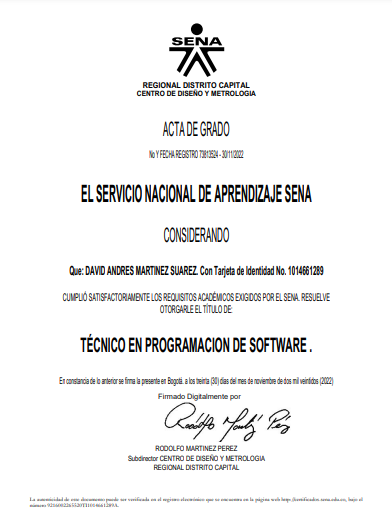 SENA
REGIONAL DISTRITO CAPITAL
CENTRO DE DISEÑO Y METROLOGIA
ACTA DE GRADO
No Y FECHA REGISTRO 73813524 - 30/11/2022
EL SERVICIO NACIONAL DE APRENDIZAJE SENA
CONSIDERANDO
Que: DAVID ANDRES MARTINEZ SUAREZ. Con Tarjeta de Identidad No. 1014661289
CUMPLIÓ SATISFACTORIAMENTE LOS REQUISITOS ACADÉMICOS EXIGIDOS POR EL SENA. RESUELVE
OTORGARLE EL TÍTULO DE:
TÉCNICO EN PROGRAMACION DE SOFTWARE .
En constancia de lo anterior se firma la presente en Bogotá. a los treinta (30) días del mes de noviembre de dos mil veintidos (2022)
Firmado Digitalmente por
Rodolfo Martínez Pérez
RODOLFO MARTINEZ PEREZ
Subdirector CENTRO DE DISEÑO Y METROLOGIA
REGIONAL DISTRITO CAPITAL
La autenticidad de este documento puede ser verificada en el registro electrónico que se encuentra en la página web http://certificados.sena.edu.co, bajo el
número 9216002265520TI1014661289A.